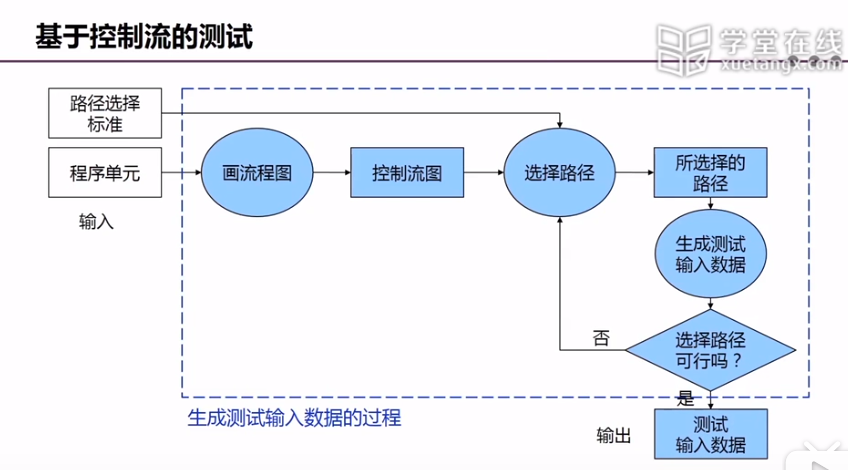 基于控制流的测试
学堂在线
xuetangx.com
路径选择
标准
程序单元
画流程图
控制流图
选择路径
所选择的
路径
输入
生成测试
输入数据
选择路径
可行吗？
否
是
生成测试输入数据的过程
输出
测试
输入数据